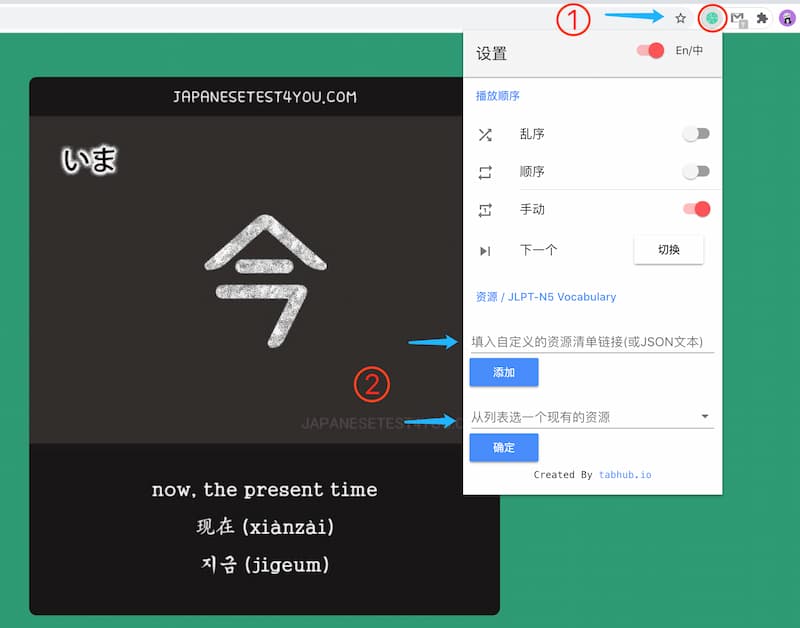 1
设置
En/中
JAPANESETEST4YOU.COM
播放顺序
いま
乱序
顺序
今
手动
下一个
切换
资源 / JLPT-N5 Vocabulary
填入自定义的资源清单链接(或JSON文本)
添加
2
从列表选一个现有的资源
JAPANESETEST4YOU.C
确定
Created By tabhub.io
now, the present time
现在 (xiànzài)
지금 (jigeum)